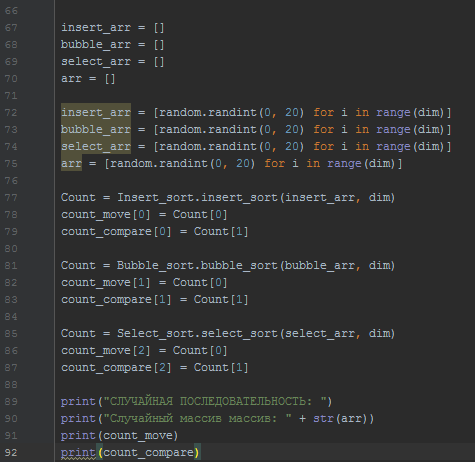 66
67 insert_arr = []
68 bubble_arr = []
69 select_arr = []
70 arr = []
71
72 insert_arr = [random.randint(0, 20) for i in range(dim)]
73 bubble_arr = [random.randint(0, 20) for i in range(dim)]
74 select_arr = [random.randint(0, 20) for i in range(dim)]
75 arr = [random.randint(0, 20) for i in range(dim)]
76
77 Count = Insert_sort.insert_sort(insert_arr, dim)
78 count_move[0] = Count[0]
79 count_compare[0] = Count[1]
80
81 Count = Bubble_sort.bubble_sort(bubble_arr, dim)
82 count_move[1] = Count[0]
83 count_compare[1] = Count[1]
84
85 Count = Select_sort.select_sort(select_arr, dim)
86 count_move[2] = Count[0]
87 count_compare[2] = Count[1]
88
89 print("СЛУЧАЙНАЯ ПОСЛЕДОВАТЕЛЬНОСТЬ: ")
90 print("Случайный массив массив: " + str(arr))
91 print(count_move)
92 print(count_compare)